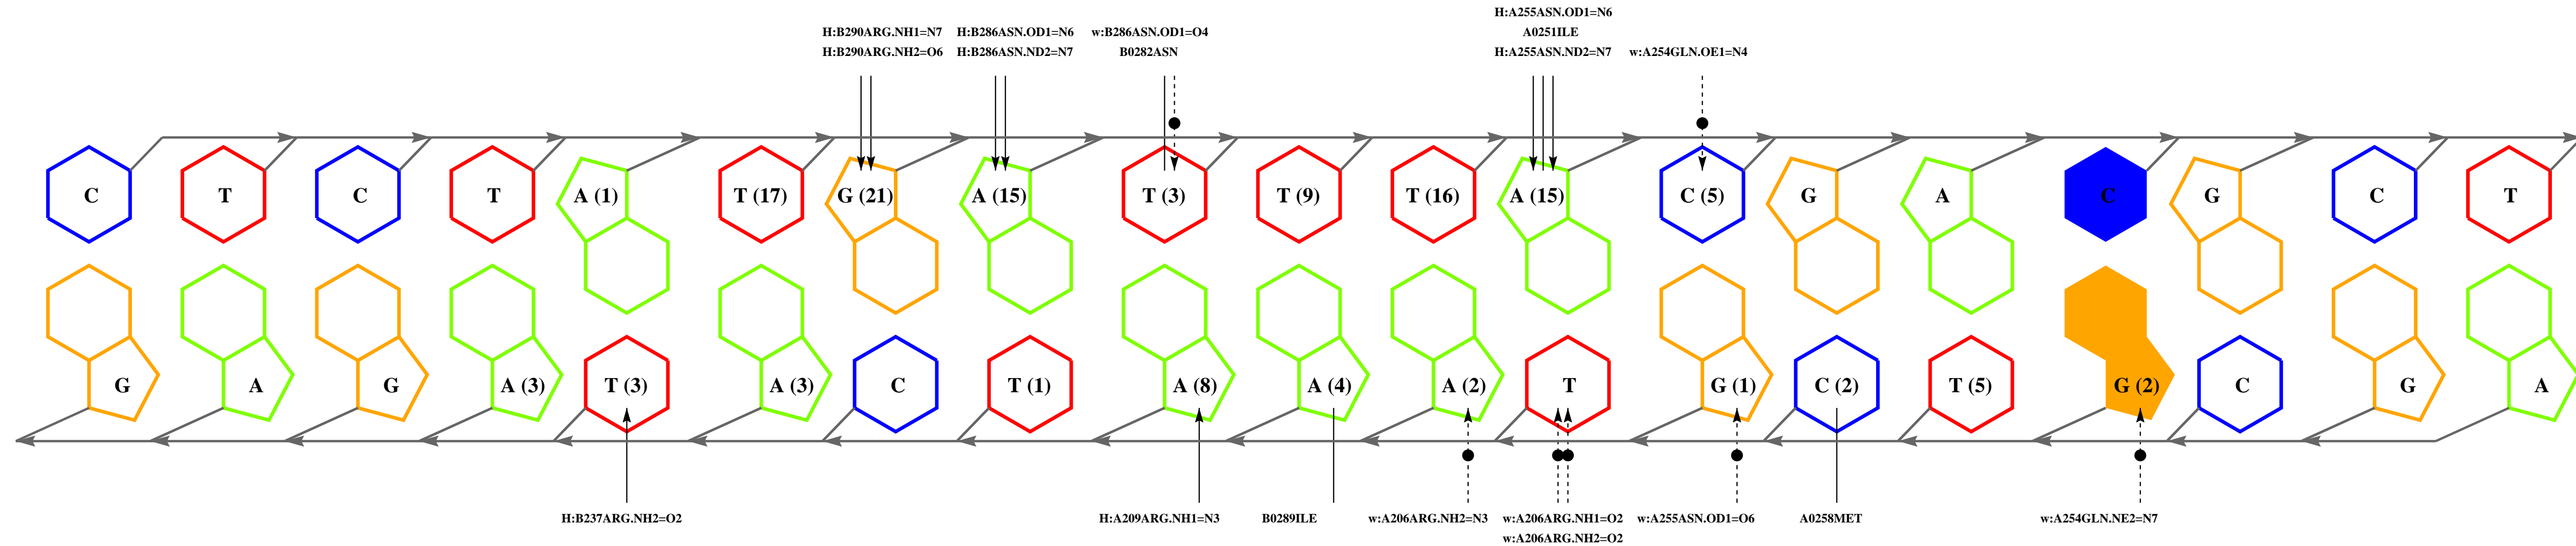 H:A255ASN.OD1=N6
H:B290ARG.NH1=N7 H:B286ASN.OD1=N6 w:B286ASN.OD1=O4 A0251ILE
H:B290ARG.NH2=O6 H:B286ASN.ND2=N7 B0282ASN H:A255ASN.ND2=N7 w:A254GLN.OE1=N4
C T C T A (1) T (17) G (21) A (15) T (3) T (9) T (16) A (15) C (5) G A C G C T
G A G A (3) T (3) A (3) C T (1) A (8) A (4) A (2) T G (1) C (2) T (5) G (2) C G A
H:B237ARG.NH2=O2 H:A209ARG.NH1=N3 B0289ILE w:A206ARG.NH2=N3 w:A206ARG.NH1=O2 w:A255ASN.OD1=O6 A0258MET w:A254GLN.NE2=N7
w:A206ARG.NH2=O2